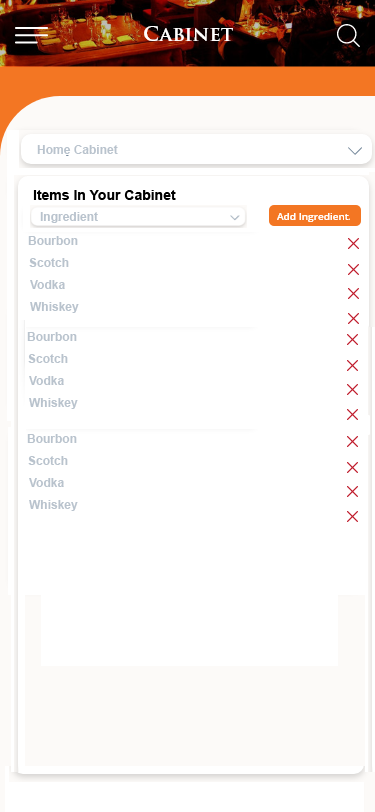 CABINET
Home Cabinet
Items In Your Cabinet
Ingredient
Add Ingredient
Bourbon
Scotch
Vodka
Whiskey
Bourbon
Scotch
Vodka
Whiskey
Bourbon
Scotch
Vodka
Whiskey